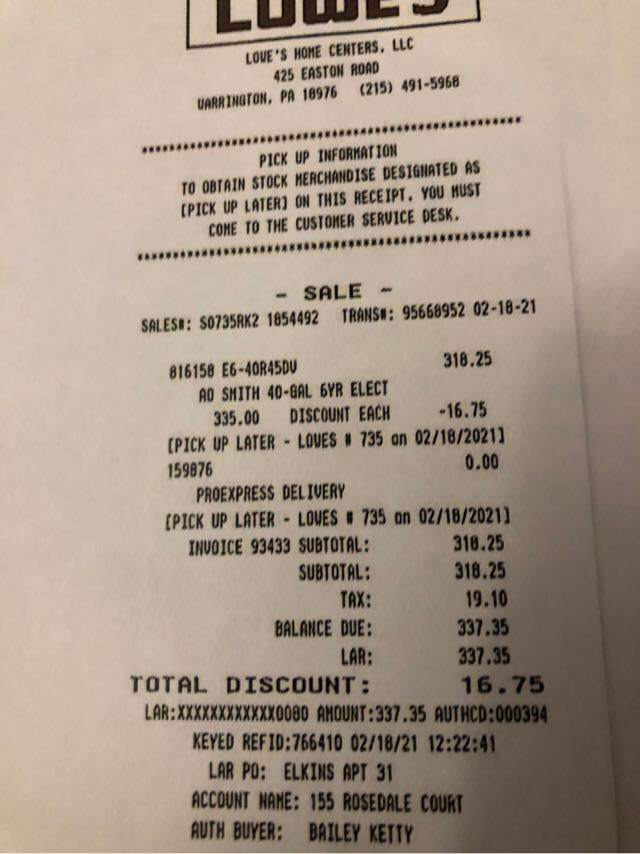 LOWE'S
LOWE'S HOME CENTERS, LLC
425 EASTON ROAD
WARRINGTON, PA 18976 (215) 491-5968
****************************************************
PICK UP INFORMATION
TO OBTAIN STOCK MERCHANDISE DESIGNATED AS
[PICK UP LATER] ON THIS RECEIPT, YOU MUST
COME TO THE CUSTOMER SERVICE DESK.
****************************************************
- SALE -
SALES#: S0735RK2 1854492 TRANS#: 95668952 02-18-21
816158 E6-40R45DV 318.25
AO SMITH 40-GAL 6YR ELECT
335.00 DISCOUNT EACH -16.75
[PICK UP LATER - LOWES # 735 on 02/18/2021]
159876 0.00
PROEXPRESS DELIVERY
[PICK UP LATER - LOWES # 735 on 02/18/2021]
INVOICE 93433 SUBTOTAL: 318.25
SUBTOTAL: 318.25
TAX: 19.10
BALANCE DUE: 337.35
LAR: 337.35
TOTAL DISCOUNT: 16.75
LAR:XXXXXXXXXXXX0080 AMOUNT:337.35 AUTHCD:000394
KEYED REFID:766410 02/18/21 12:22:41
LAR PO: ELKINS APT 31
ACCOUNT NAME: 155 ROSEDALE COURT
AUTH BUYER: BAILEY KETTY